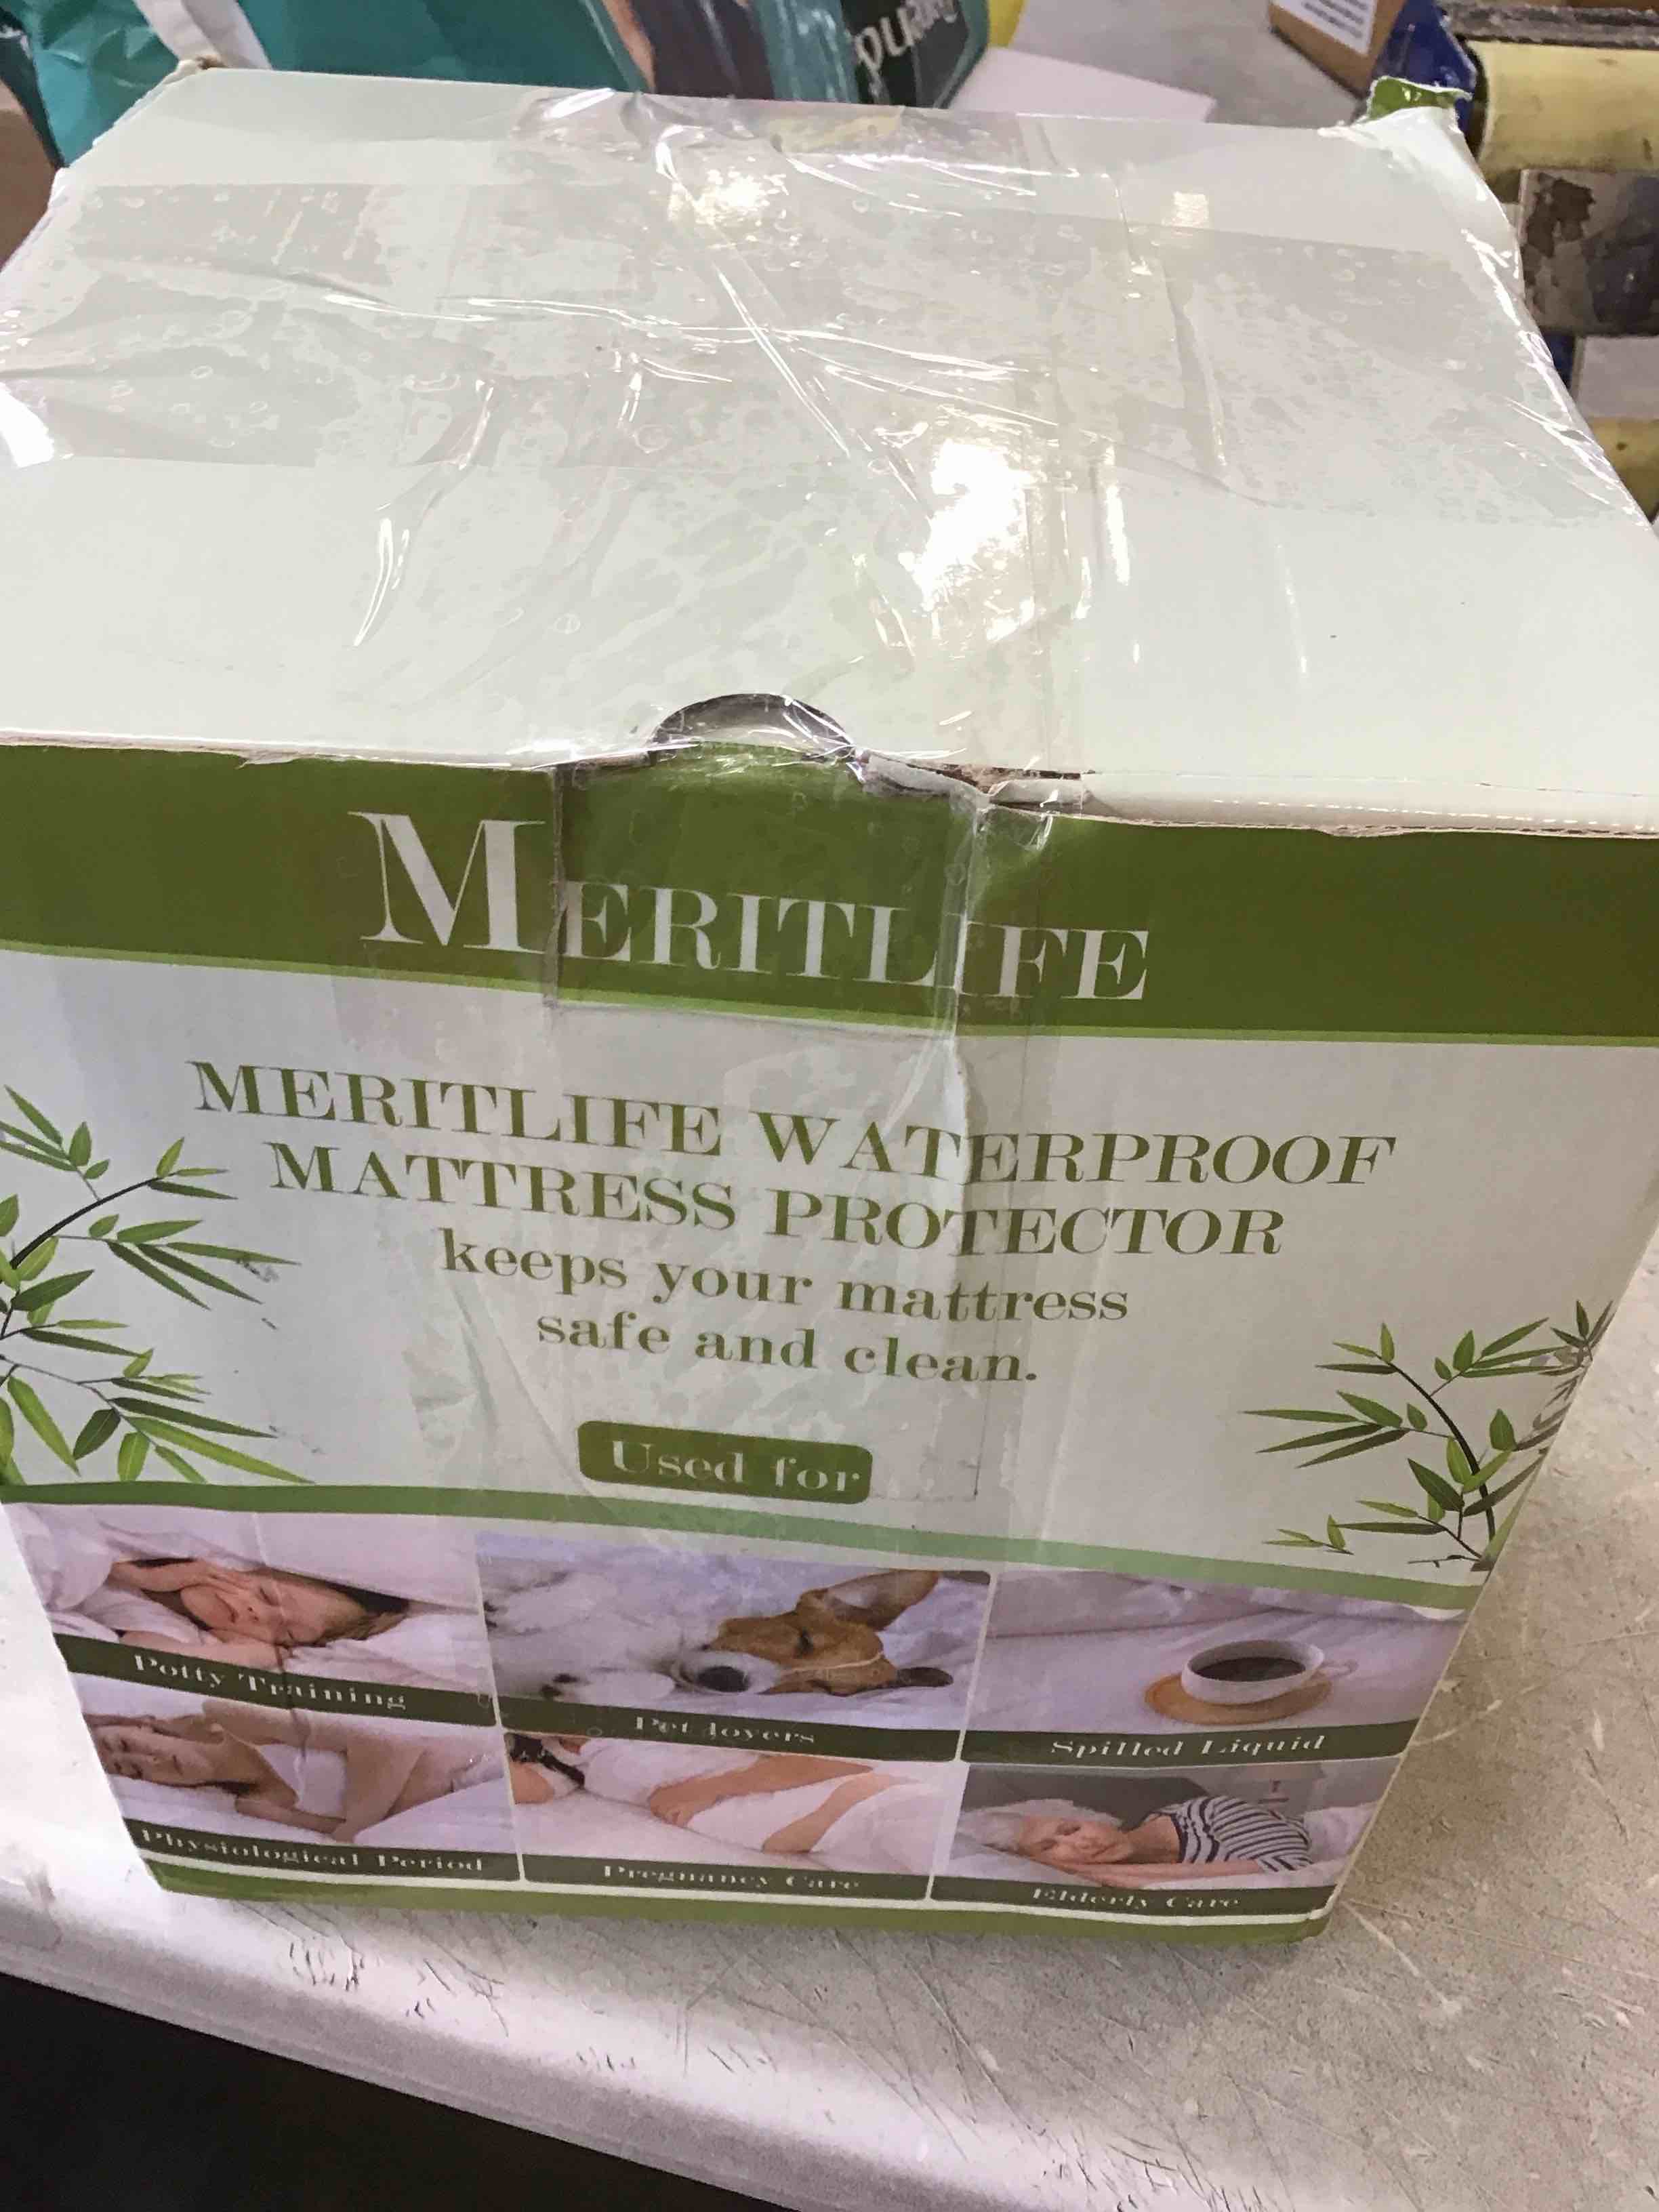 MERITLIFE
MERITLIFE WATERPROOF
MATTRESS PROTECTOR
keeps your mattress
safe and clean.
Used for
Potty Training
Pet lovers
Spilled Liquid
Physiological Period
Pregnancy Care
Elderly Care